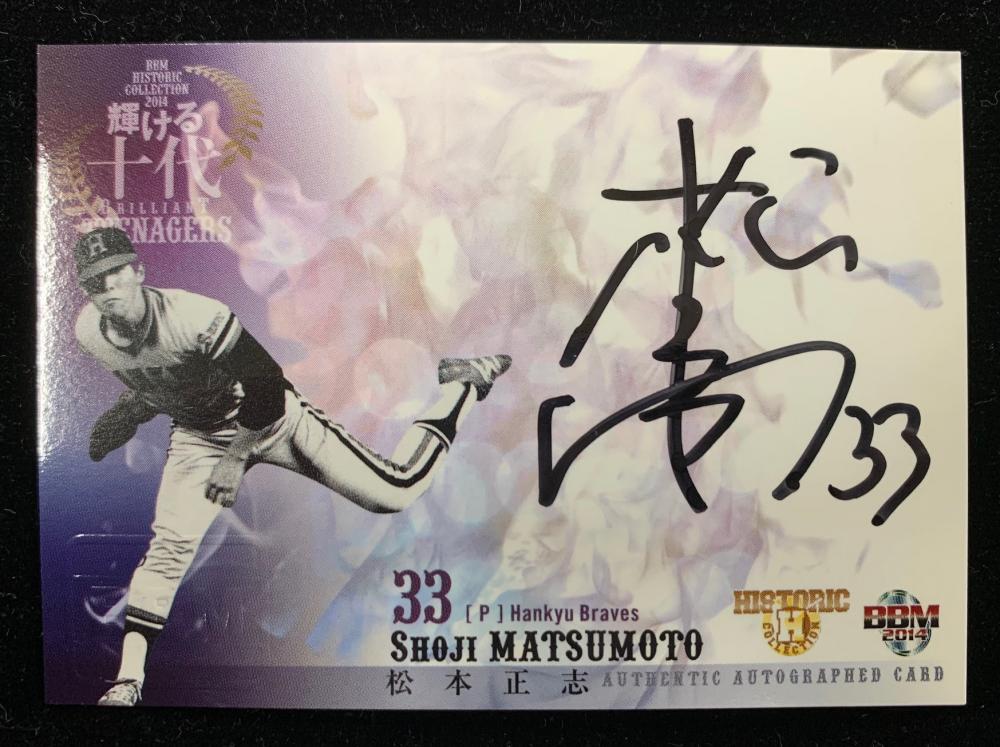 BBM
HISTORIC
COLLECTION
2014
輝ける
十代
BRILLIANT
TEENAGERS
松
33
33 [P] Hankyu Braves
SHOJI MATSUMOTO
松本正志 AUTHENTIC AUTOGRAPHED CARD
HISTORIC
H
COLLECTION
BBM
2014